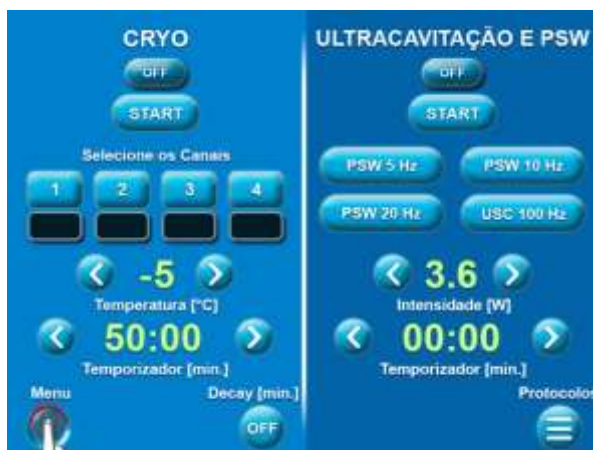 CRYO
OFF
START
Selecione os Canais
1 2 3 4
-5
Temperatura [°C]
50:00
Temporizador [min.]
Menu
Decay [min.]
OFF
ULTRACAVITAÇÃO E PSW
OFF
START
PSW 5 Hz PSW 10 Hz
PSW 20 Hz USC 100 Hz
3.6
Intensidade [W]
00:00
Temporizador [min.]
Protocolos